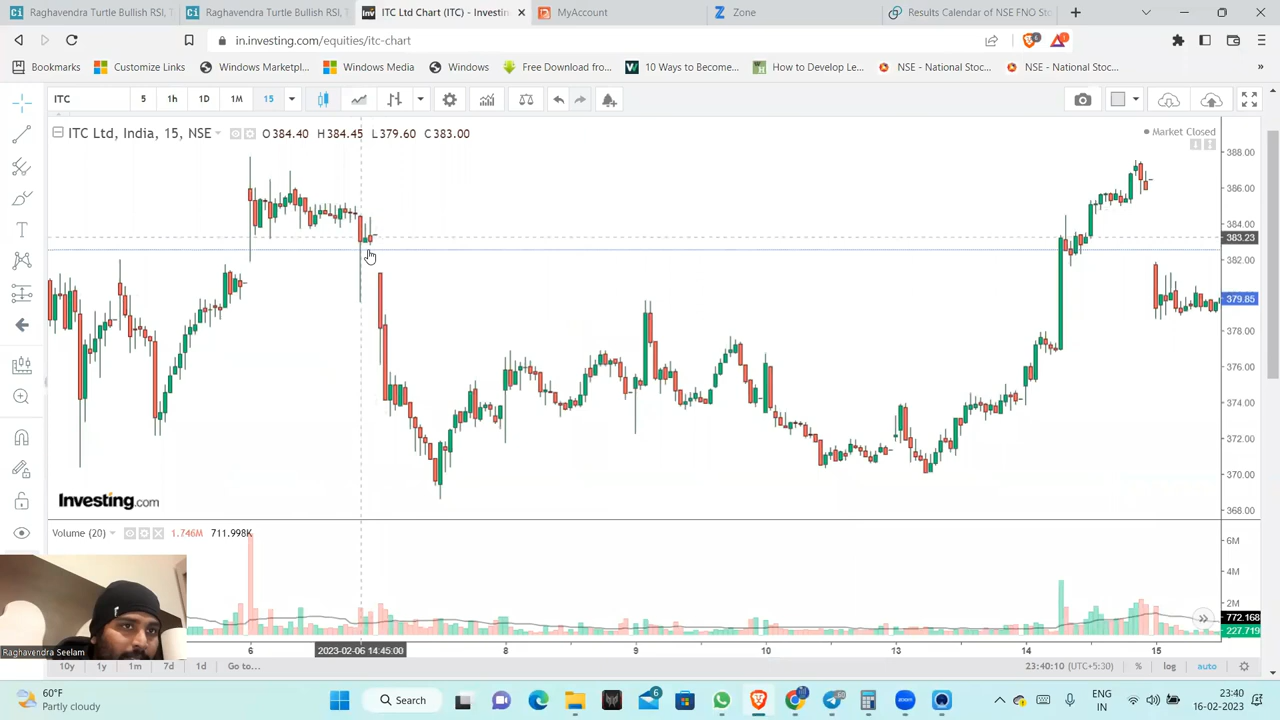 Raghavendra Turtle Bullish RSI,
Raghavendra Turtle Bullish RSI,
ITC Ltd Chart (ITC) - Investin
MyAccount
Zone
Results Calendar of NSE FNO Sto
in.investing.com/equities/itc-chart
Bookmarks
Customize Links
Windows Marketpl...
Windows Media
Windows
Free Download fro...
10 Ways to Become...
How to Develop Le...
NSE - National Stoc...
NSE - National Stoc...
ITC
5
1h
1D
1M
15
ITC Ltd, India, 15, NSE
O384.40
H384.45
L379.60
C383.00
Market Closed
388.00
386.00
384.00
383.23
382.00
379.85
378.00
376.00
374.00
372.00
370.00
368.00
Investing.com
Volume (20)
1.746M
711.998K
6M
4M
2M
772.168
227.719
Raghavendra Seelam
6
2023-02-06 14:45:00
8
9
10
13
14
15
10y
1y
1m
7d
1d
Go to...
23:40:10 (UTC+5:30)
%
log
auto
60°F
Partly cloudy
Search
ENG
IN
23:40
16-02-2023